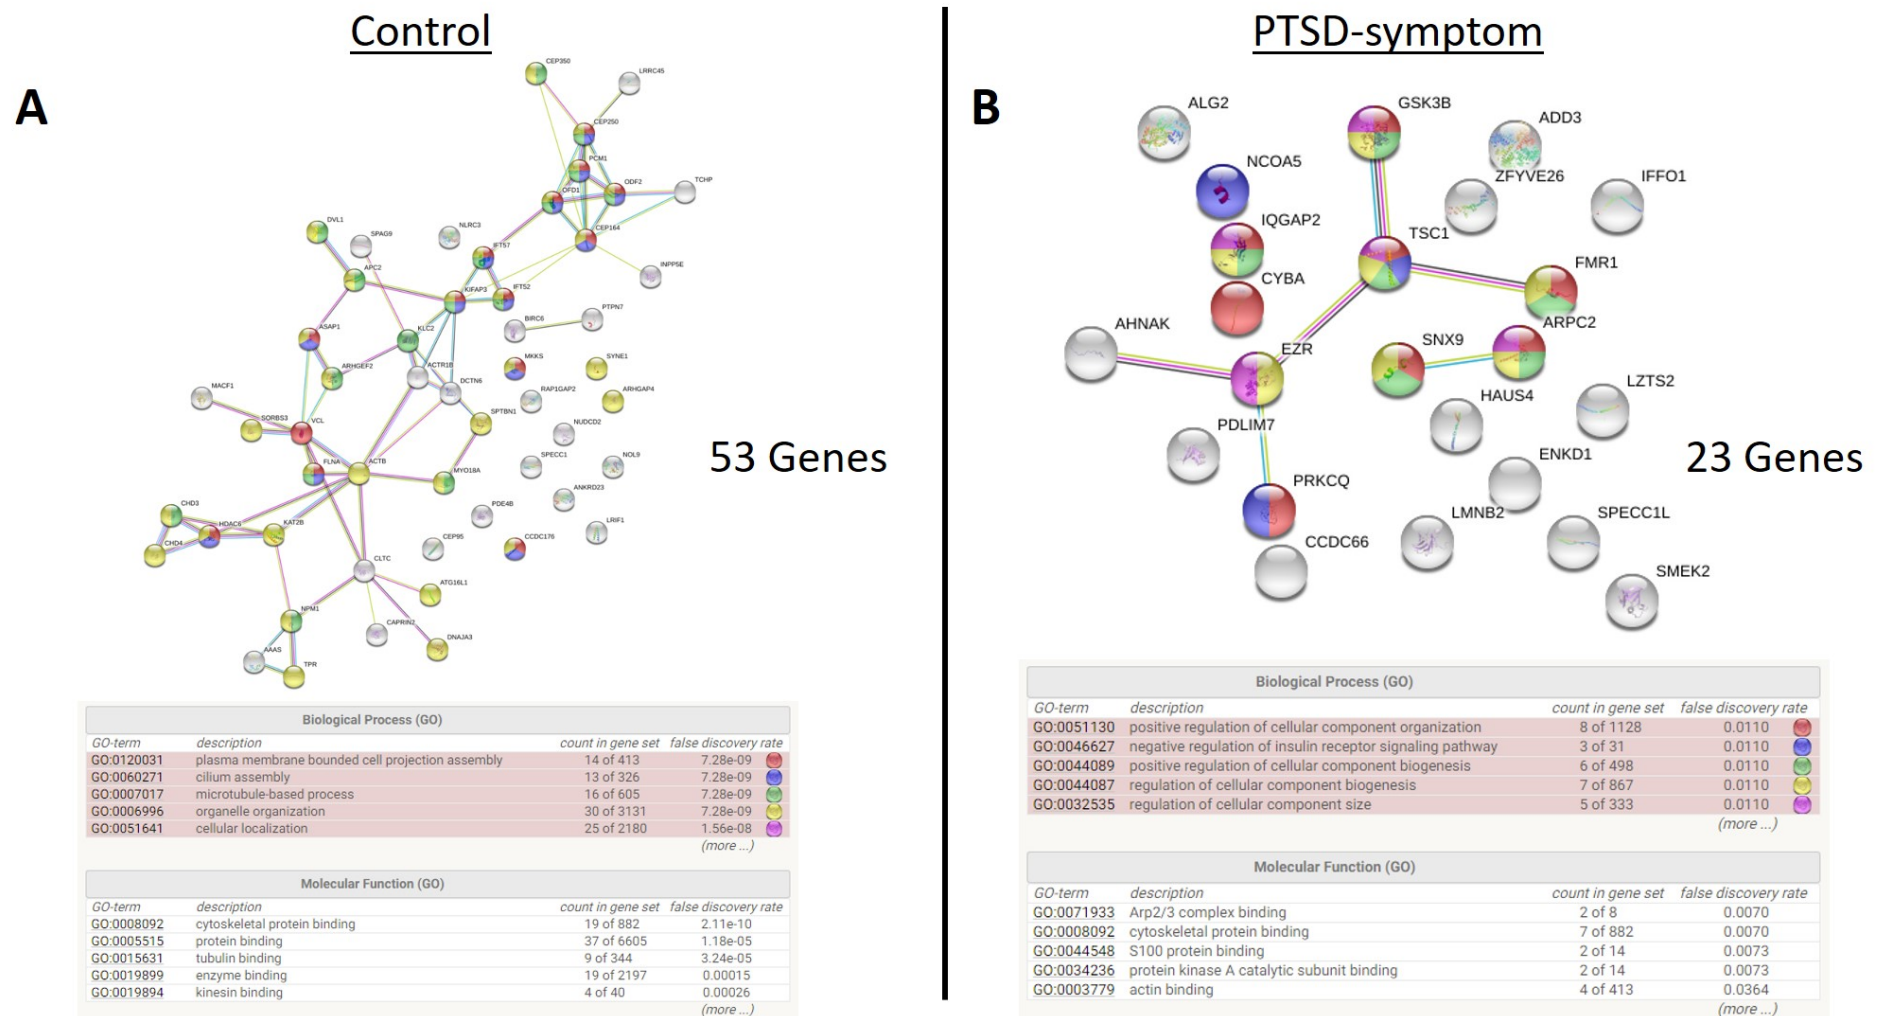 Control
A
CEP350
LRRC45
CEP250
PCM1
ODF2
TCHP
OFD1
CEP164
DVL1
SPAG9
NLRC3
IFT57
INPP5E
APC2
KIFAP3
IFT52
PTPN7
BIRC6
ASAP1
KLC2
ARHGEF2
ACTR1B
MKKS
SYNE1
DCTN6
RAP1GAP2
ARHGAP4
MACF1
SORBS3
VCL
SPTBN1
NUDCD2
53 Genes
FLNA
ACTB
MYO18A
SPECC1
NOL9
ANKRD23
PDE4B
CHD3
HDAC6
KAT2B
LRIF1
CHD4
CEP95
CCDC176
CLTC
ATG16L1
NPM1
CAPRIN2
DNAJA3
AAAS
TPR
Biological Process (GO)
GO-term description count in gene set false discovery rate
GO:0120031 plasma membrane bounded cell projection assembly 14 of 413 7.28e-09
GO:0060271 cilium assembly 13 of 326 7.28e-09
GO:0007017 microtubule-based process 16 of 605 7.28e-09
GO:0006996 organelle organization 30 of 3131 7.28e-09
GO:0051641 cellular localization 25 of 2180 1.56e-08
(more ...)
Molecular Function (GO)
GO-term description count in gene set false discovery rate
GO:0008092 cytoskeletal protein binding 19 of 882 2.11e-10
GO:0005515 protein binding 37 of 6605 1.18e-05
GO:0015631 tubulin binding 9 of 344 3.24e-05
GO:0019899 enzyme binding 19 of 2197 0.00015
GO:0019894 kinesin binding 4 of 40 0.00026
(more ...)
PTSD-symptom
B
ALG2
GSK3B
ADD3
NCOA5
ZFYVE26
IFFO1
IQGAP2
TSC1
FMR1
CYBA
AHNAK
ARPC2
EZR
SNX9
LZTS2
HAUS4
PDLIM7
23 Genes
ENKD1
PRKCQ
LMNB2
SPECC1L
CCDC66
SMEK2
Biological Process (GO)
GO-term description count in gene set false discovery rate
GO:0051130 positive regulation of cellular component organization 8 of 1128 0.0110
GO:0046627 negative regulation of insulin receptor signaling pathway 3 of 31 0.0110
GO:0044089 positive regulation of cellular component biogenesis 6 of 498 0.0110
GO:0044087 regulation of cellular component biogenesis 7 of 867 0.0110
GO:0032535 regulation of cellular component size 5 of 333 0.0110
(more ...)
Molecular Function (GO)
GO-term description count in gene set false discovery rate
GO:0071933 Arp2/3 complex binding 2 of 8 0.0070
GO:0008092 cytoskeletal protein binding 7 of 882 0.0070
GO:0044548 S100 protein binding 2 of 14 0.0073
GO:0034236 protein kinase A catalytic subunit binding 2 of 14 0.0073
GO:0003779 actin binding 4 of 413 0.0364
(more ...)